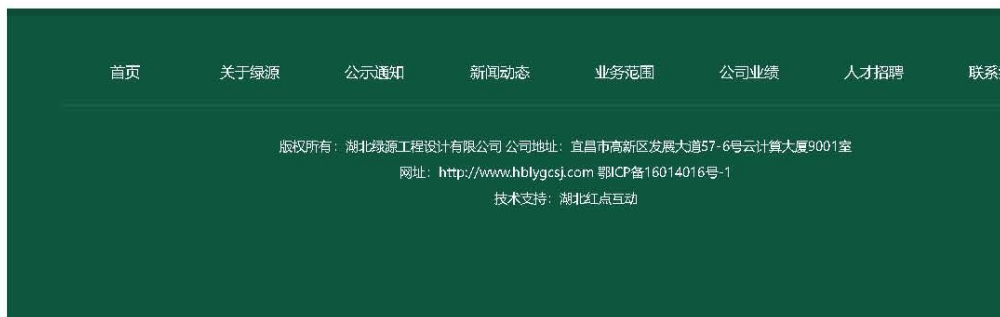 首页 关于绿源 公示通知 新闻动态 业务范围 公司业绩 人才招聘 联系
版权所有：湖北绿源工程设计有限公司 公司地址：宜昌市高新区发展大道57-6号云计算大厦9001室
网址：http://www.hblygcsj.com 鄂ICP备16014016号-1
技术支持：湖北红点互动